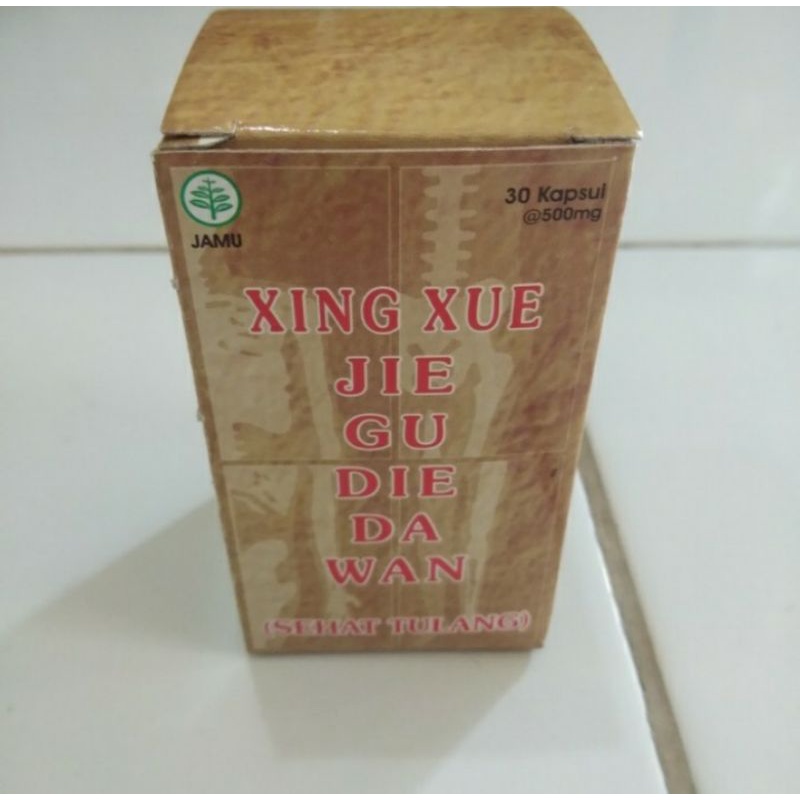 JAMU
30 Kapsul
@500mg
XING XUE
JIE
GU
DIE
DA
WAN
(SEHAT TULANG)